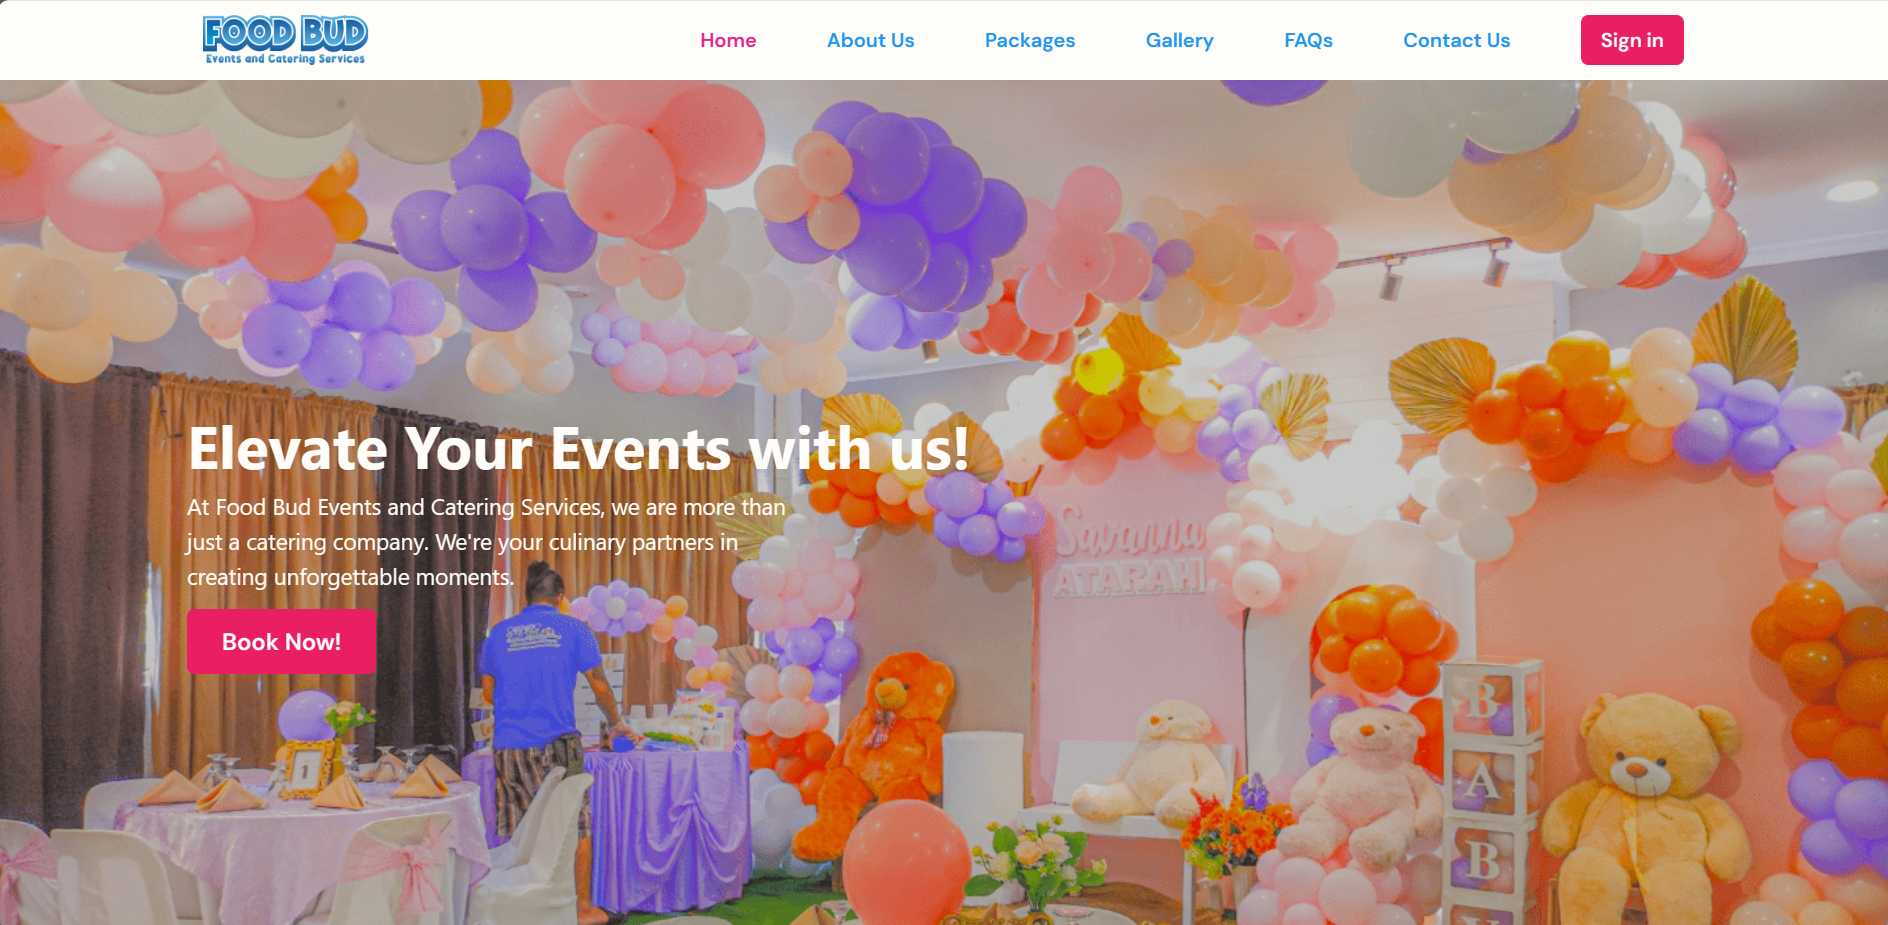 FOOD BUD
Events and Catering Services
Home
About Us
Packages
Gallery
FAQs
Contact Us
Sign in
Elevate Your Events with us!
At Food Bud Events and Catering Services, we are more than
just a catering company. We're your culinary partners in
creating unforgettable moments.
Book Now!
Savanna
ATARAH
1
B
A
B